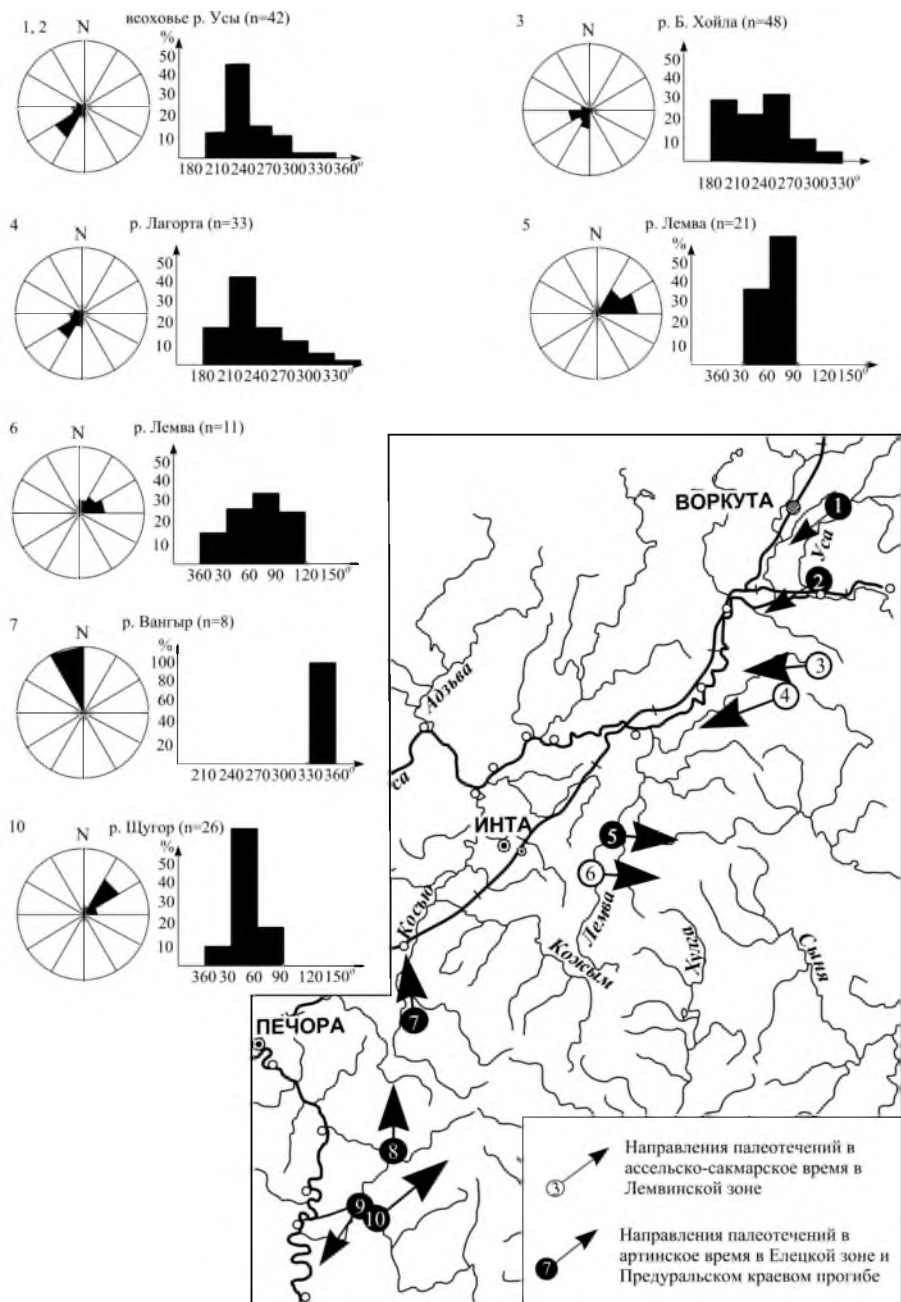 1, 2
N
всоховье р. Усы (n=42)
%
50
40
30
20
10
180 210 240 270 300 330 360°
3
N
р. Б. Хойла (n=48)
%
50
40
30
20
10
180 210 240 270 300 330°
4
N
р. Лагорта (n=33)
50
40
30
20
10
180 210 240 270 300 330°
5
N
р. Лемва (n=21)
%
50
40
30
20
10
360 30 60 90 120 150°
6
N
р. Лемва (n=11)
50
40
30
20
10
360 30 60 90 120 150°
7
N
р. Вангыр (n=8)
%
100
80
60
40
20
210 240 270 300 330 360°
10
N
р. Щугор (n=26)
%
50
40
30
20
10
360 30 60 90 120 150°
ВОРКУТА
1
Уса
2
3
4
Адзьва
са
ИНТА
5
6
Лемва
Косью
Кожым
Хулга
Сыня
7
ПЕЧОРА
8
9
10
3
Направления палеотечений в
ассельско-сакмарское время в
Лемвинской зоне
7
Направления палеотечений в
артинское время в Елецкой зоне и
Предуральском краевом прогибе